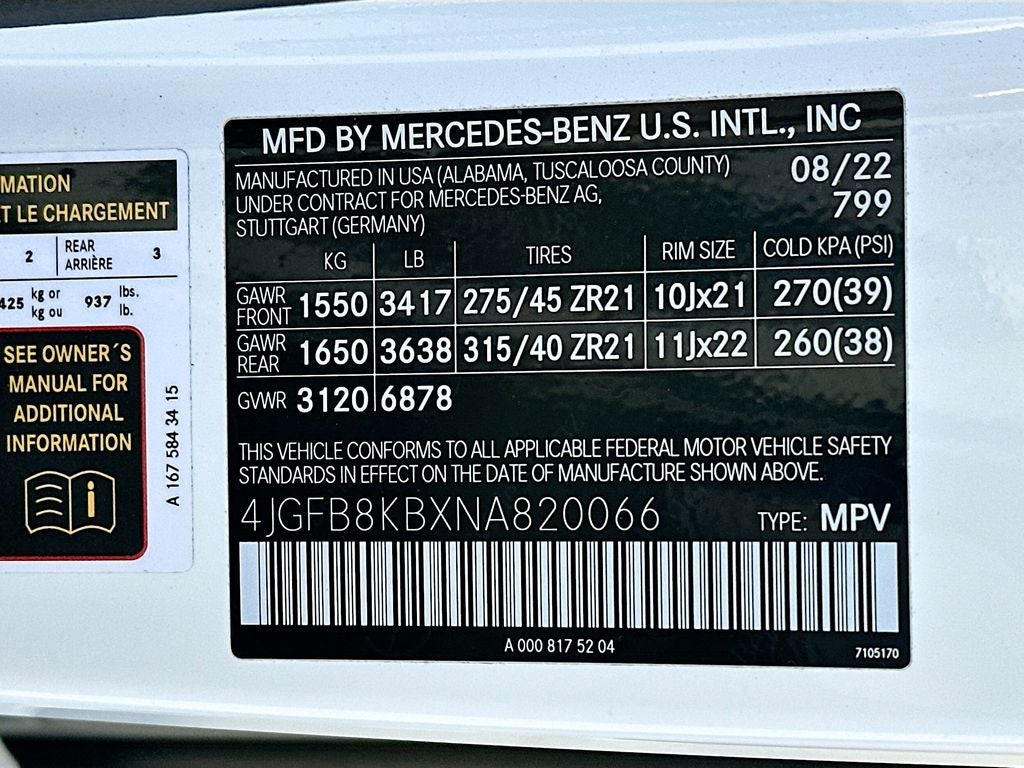 MATION
ET LE CHARGEMENT
2 REAR 3
ARRIÈRE
425 kg or 937 lbs.
kg ou lb.
SEE OWNER´S
MANUAL FOR
ADDITIONAL
INFORMATION
i
A 167 584 34 15
MFD BY MERCEDES-BENZ U.S. INTL., INC
MANUFACTURED IN USA (ALABAMA, TUSCALOOSA COUNTY) 08/22
UNDER CONTRACT FOR MERCEDES-BENZ AG, 799
STUTTGART (GERMANY)
KG LB TIRES RIM SIZE COLD KPA (PSI)
GAWR FRONT 1550 3417 275/45 ZR21 10Jx21 270(39)
GAWR REAR 1650 3638 315/40 ZR21 11Jx22 260(38)
GVWR 3120 6878
THIS VEHICLE CONFORMS TO ALL APPLICABLE FEDERAL MOTOR VEHICLE SAFETY
STANDARDS IN EFFECT ON THE DATE OF MANUFACTURE SHOWN ABOVE.
4JGFB8KBXNA820066 TYPE: MPV
A 000 817 52 04
7105170